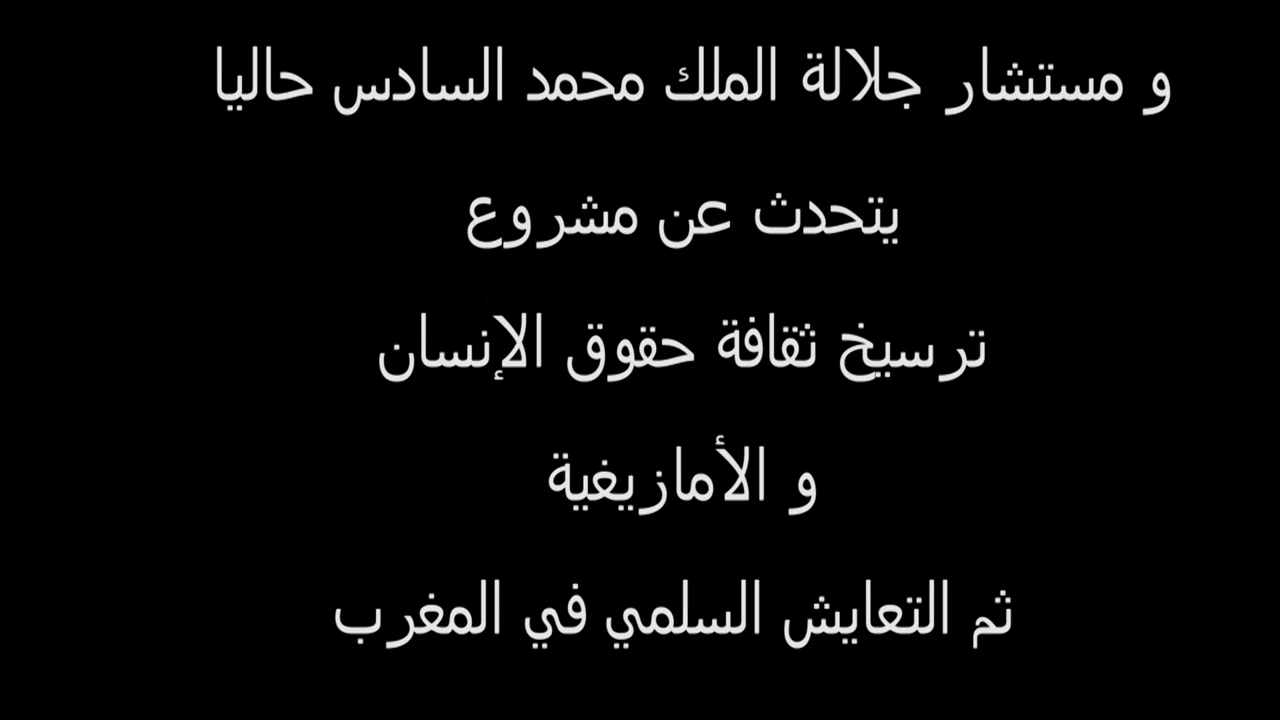 و مستشار جلالة الملك محمد السادس حاليا
يتحدث عن مشروع
ترسيخ ثقافة حقوق الإنسان
و الأمازيغية
ثم التعايش السلمي في المغرب